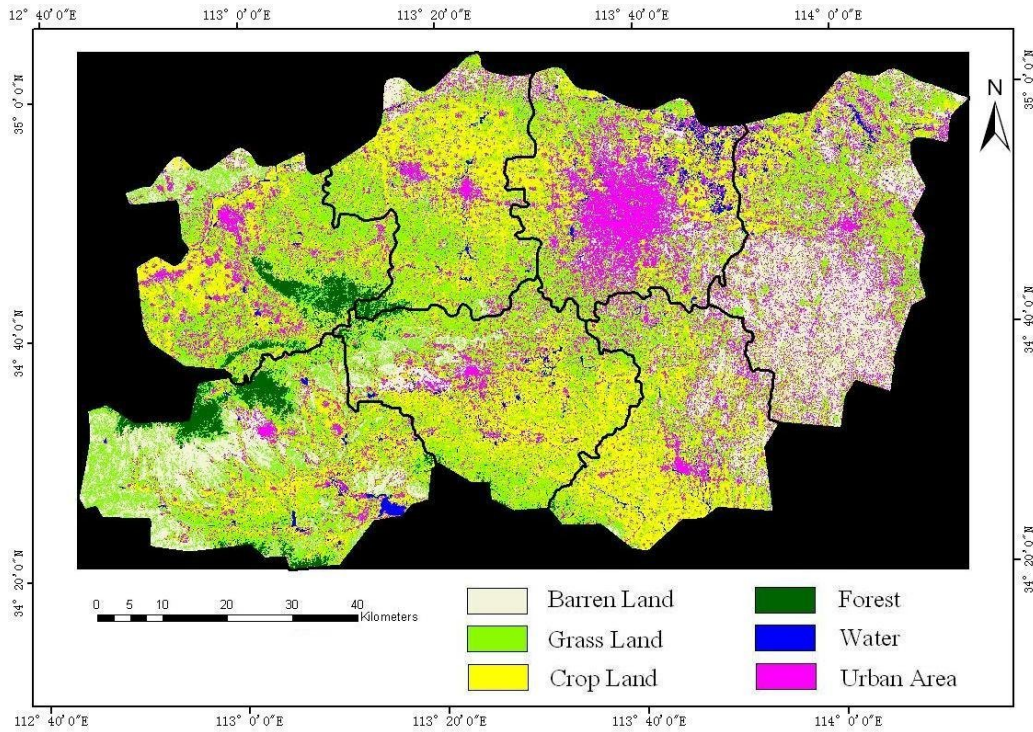 12°40′0″E 113°0′0″E 113°20′0″E 113°40′0″E 114°0′0″E
35°0′0″N
35°0′0″N
N
34°40′0″N
34°40′0″N
34°20′0″N
34°20′0″N
0 5 10 20 30 40
Kilometers
Barren Land
Forest
Grass Land
Water
Crop Land
Urban Area
112°40′0″E 113°0′0″E 113°20′0″E 113°40′0″E 114°0′0″E